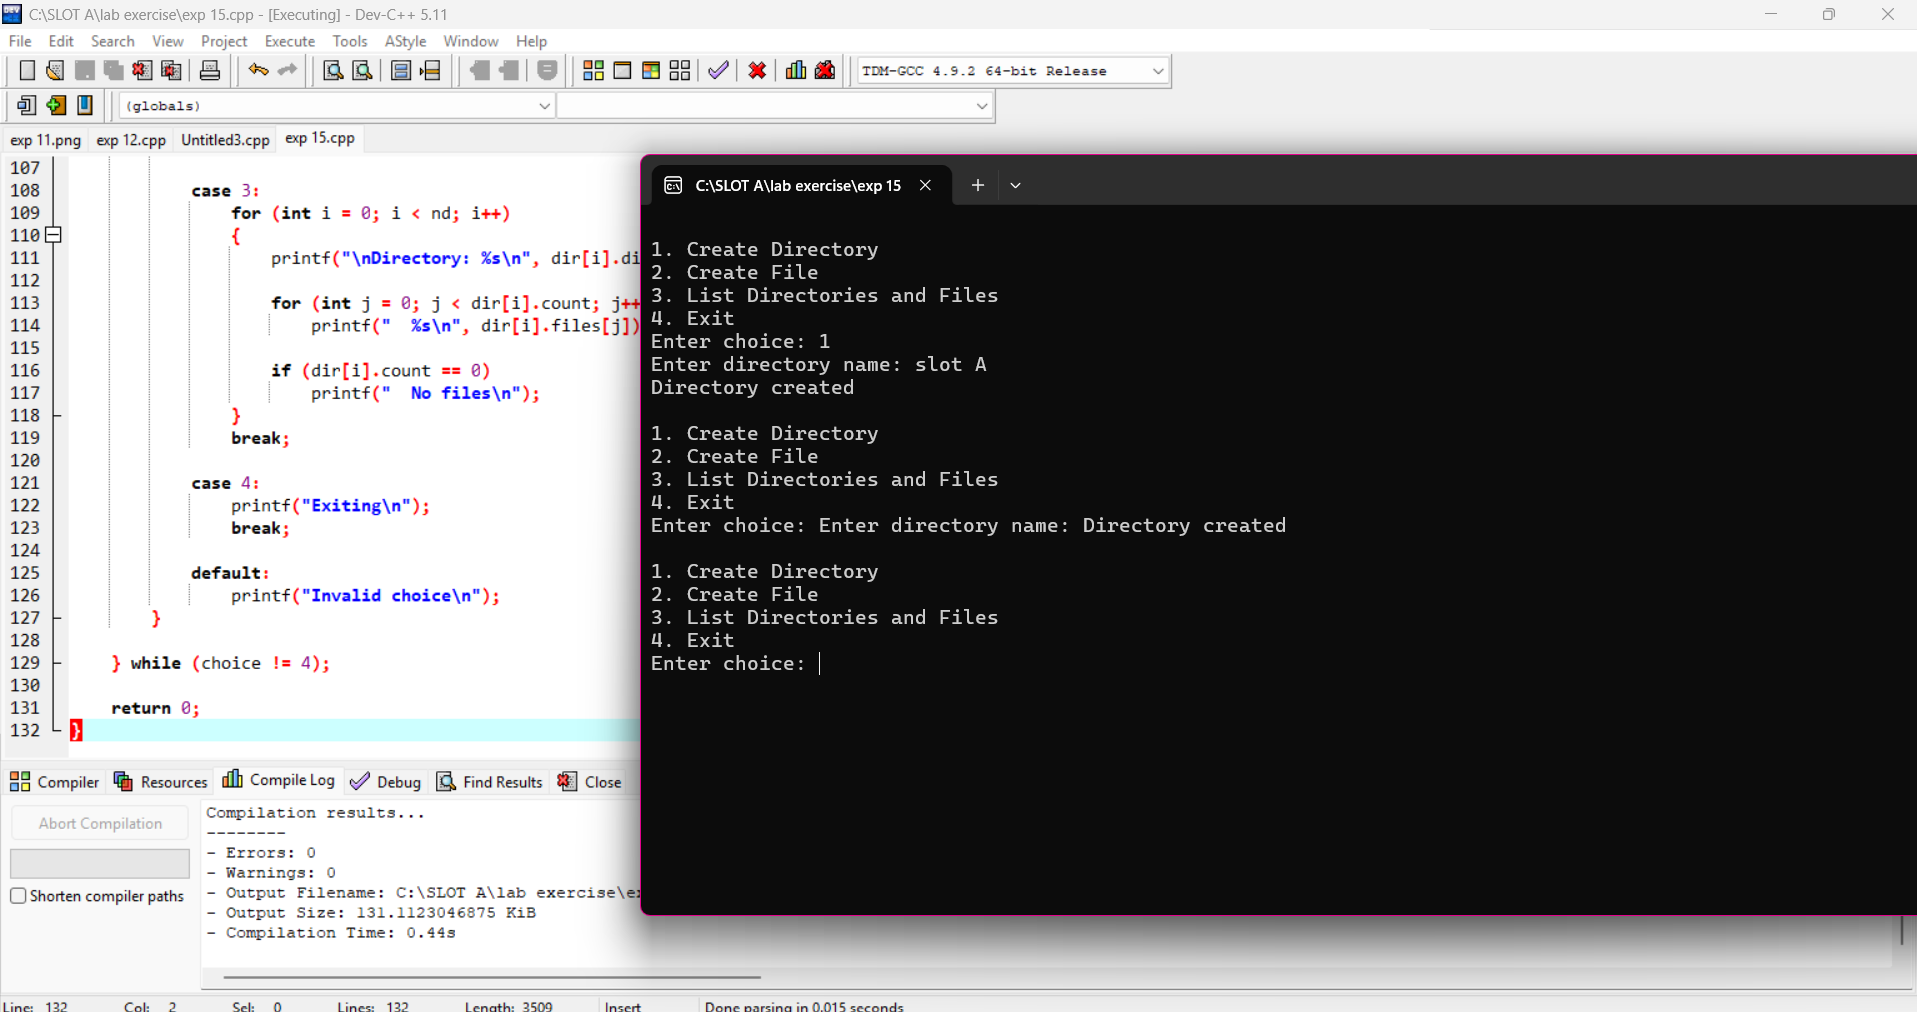 C:\SLOT A\lab exercise\exp 15.cpp - [Executing] - Dev-C++ 5.11
File Edit Search View Project Execute Tools AStyle Window Help
TDM-GCC 4.9.2 64-bit Release
(globals)
exp 11.png exp 12.cpp Untitled3.cpp exp 15.cpp
107
108 case 3:
109 for (int i = 0; i < nd; i++)
110 {
111 printf("\nDirectory: %s\n", dir[i].di
112
113 for (int j = 0; j < dir[i].count; j++
114 printf("  %s\n", dir[i].files[j])
115
116 if (dir[i].count == 0)
117 printf("  No files\n");
118 }
119 break;
120
121 case 4:
122 printf("Exiting\n");
123 break;
124
125 default:
126 printf("Invalid choice\n");
127 }
128
129 } while (choice != 4);
130
131 return 0;
132 }
C:\SLOT A\lab exercise\exp 15
1. Create Directory
2. Create File
3. List Directories and Files
4. Exit
Enter choice: 1
Enter directory name: slot A
Directory created
1. Create Directory
2. Create File
3. List Directories and Files
4. Exit
Enter choice: Enter directory name: Directory created
1. Create Directory
2. Create File
3. List Directories and Files
4. Exit
Enter choice:
Compiler Resources Compile Log Debug Find Results Close
Abort Compilation
Shorten compiler paths
Compilation results...
--------
- Errors: 0
- Warnings: 0
- Output Filename: C:\SLOT A\lab exercise\e
- Output Size: 131.1123046875 KiB
- Compilation Time: 0.44s
Line: 132 Col: 2 Sel: 0 Lines: 132 Length: 3509 Insert Done parsing in 0.015 seconds